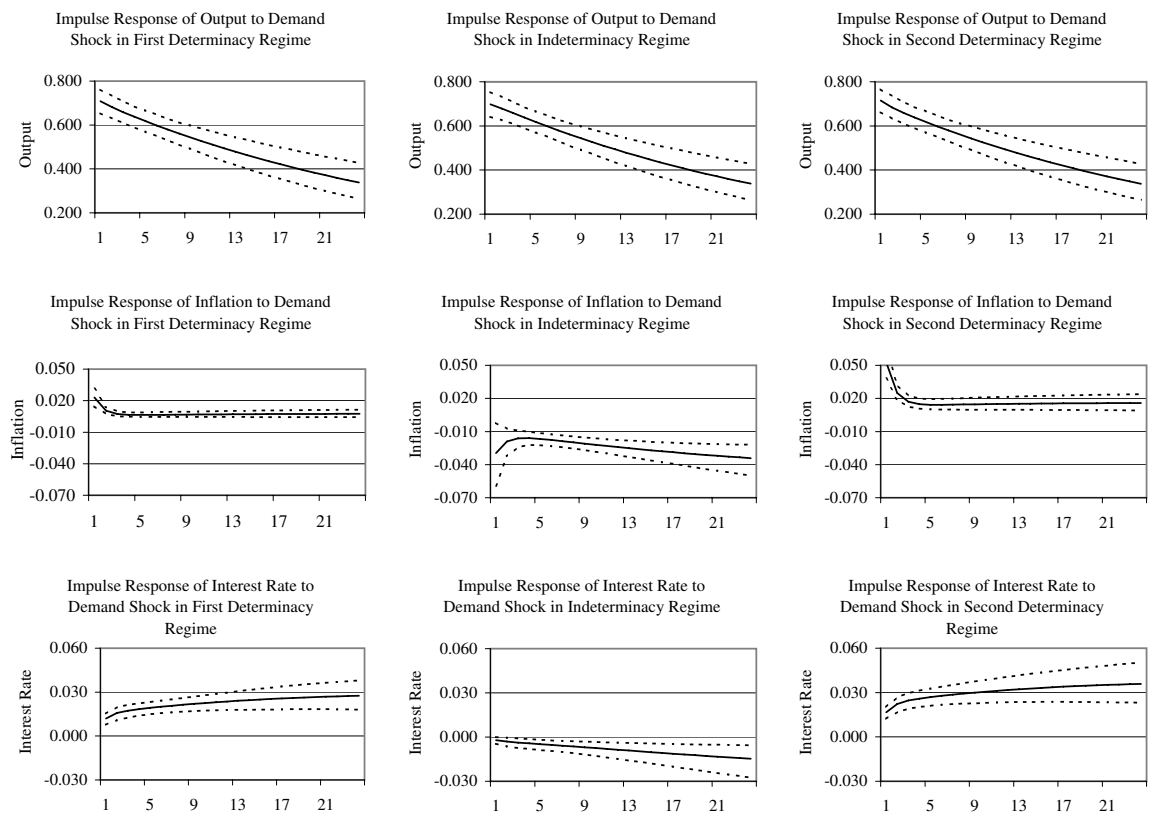 Impulse Response of Output to Demand
Shock in First Determinacy Regime
0.800
0.600
0.400
0.200
Output
1 5 9 13 17 21
Impulse Response of Output to Demand
Shock in Indeterminacy Regime
0.800
0.600
0.400
0.200
Output
1 5 9 13 17 21
Impulse Response of Output to Demand
Shock in Second Determinacy Regime
0.800
0.600
0.400
0.200
Output
1 5 9 13 17 21
Impulse Response of Inflation to Demand
Shock in First Determinacy Regime
0.050
0.020
-0.010
-0.040
-0.070
Inflation
1 5 9 13 17 21
Impulse Response of Inflation to Demand
Shock in Indeterminacy Regime
0.050
0.020
-0.010
-0.040
-0.070
Inflation
1 5 9 13 17 21
Impulse Response of Inflation to Demand
Shock in Second Determinacy Regime
0.050
0.020
-0.010
-0.040
-0.070
Inflation
1 5 9 13 17 21
Impulse Response of Interest Rate to
Demand Shock in First Determinacy
Regime
0.060
0.030
0.000
-0.030
Interest Rate
1 5 9 13 17 21
Impulse Response of Interest Rate to
Demand Shock in Indeterminacy Regime
0.060
0.030
0.000
-0.030
Interest Rate
1 5 9 13 17 21
Impulse Response of Interest Rate to
Demand Shock in Second Determinacy
Regime
0.060
0.030
0.000
-0.030
Interest Rate
1 5 9 13 17 21